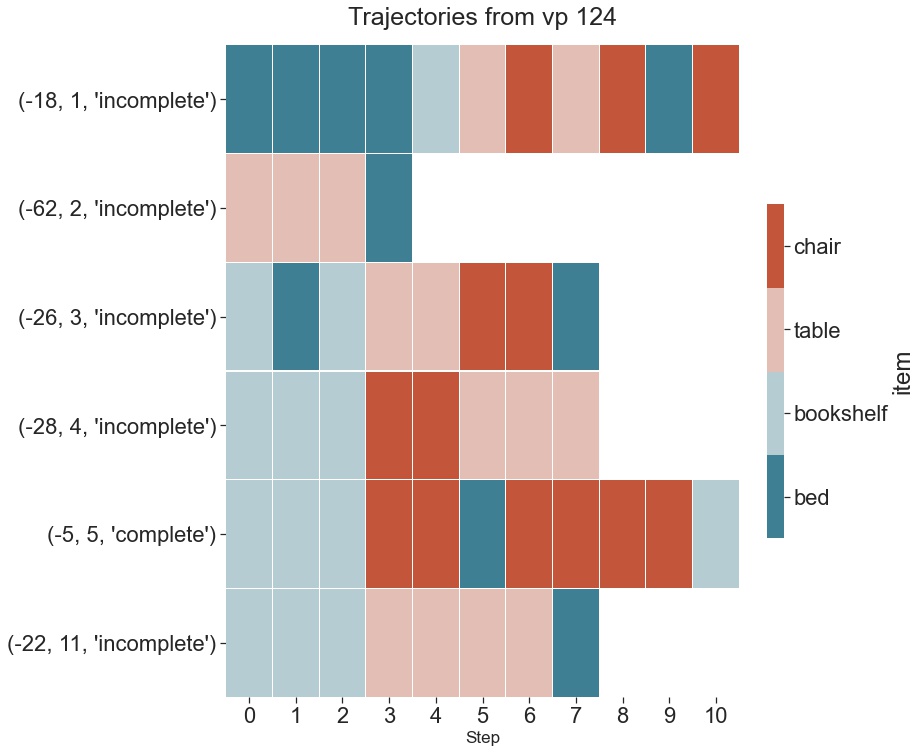 Trajectories from vp 124
(-18, 1, 'incomplete')
(-62, 2, 'incomplete')
(-26, 3, 'incomplete')
(-28, 4, 'incomplete')
(-5, 5, 'complete')
(-22, 11, 'incomplete')
0 1 2 3 4 5 6 7 8 9 10
Step
chair
table
bookshelf
bed
item